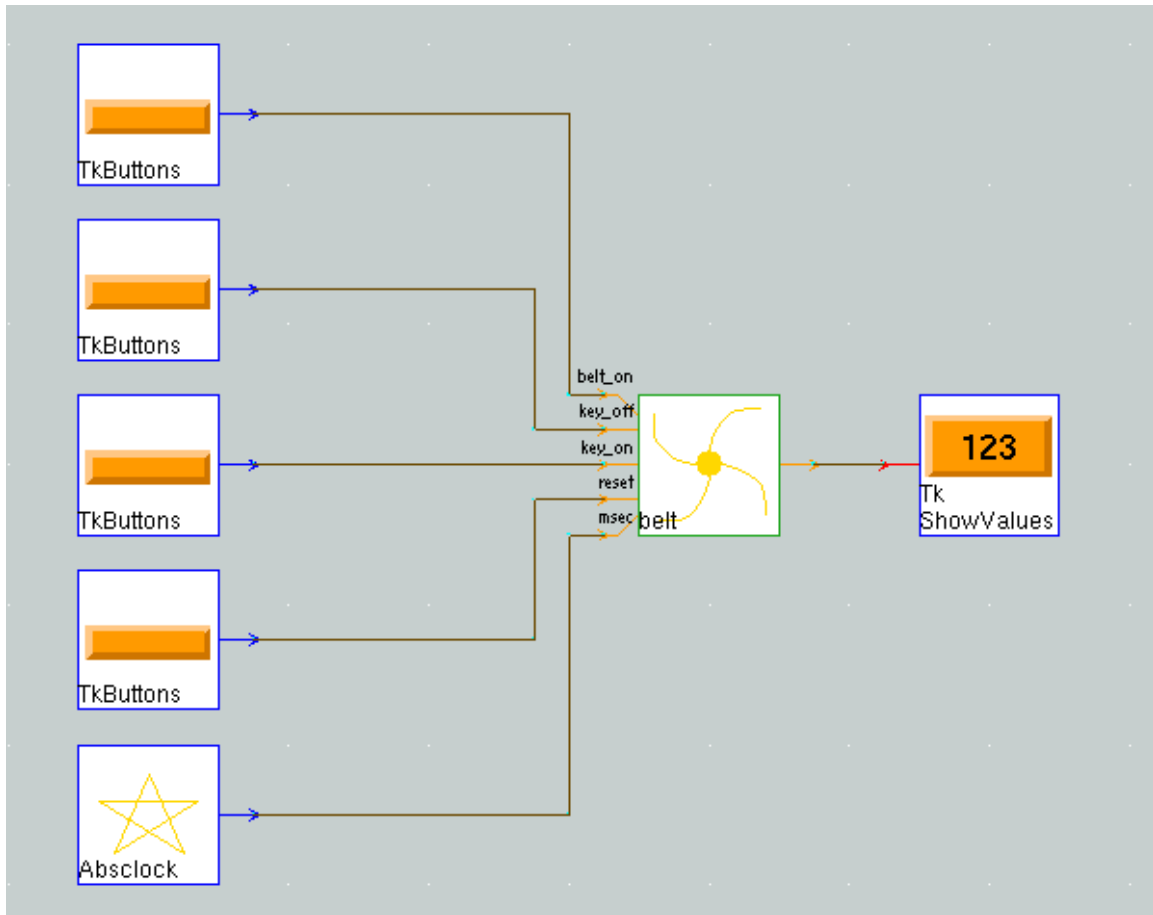 TkButtons
TkButtons
TkButtons
TkButtons
Absclock
belt_on
key_off
key_on
reset
msec
belt
123
Tk
ShowValues